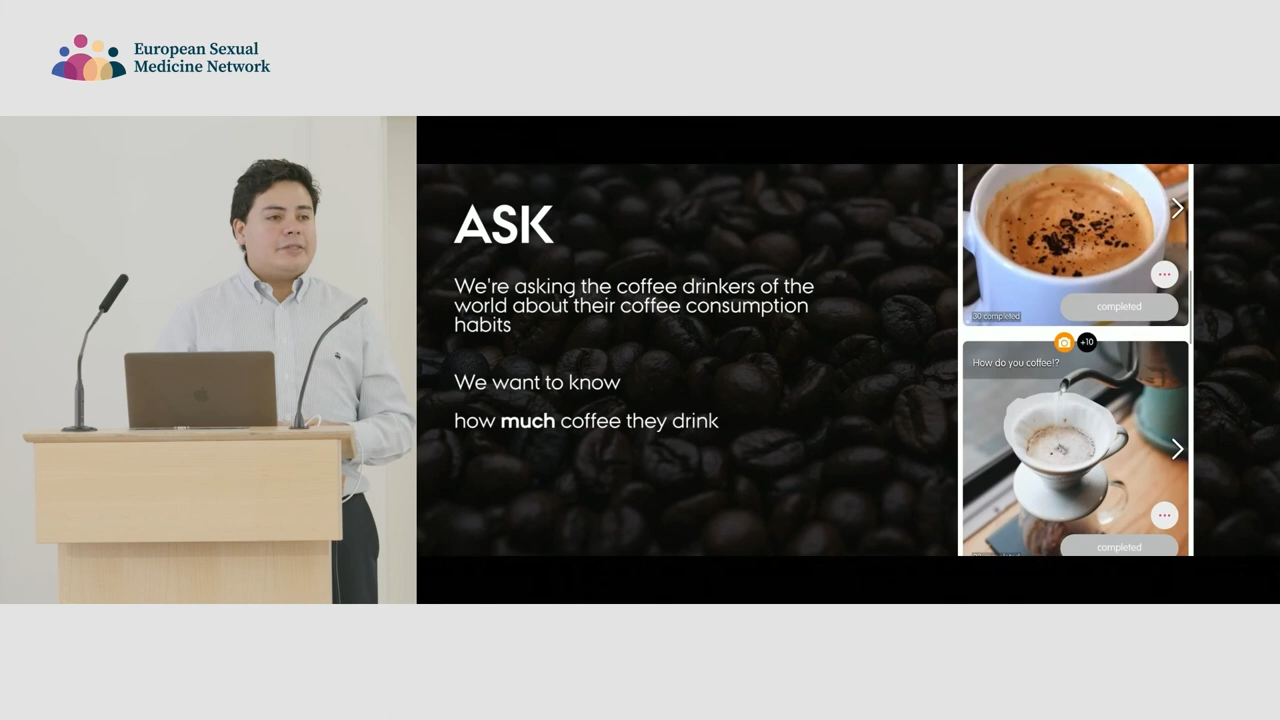 European Sexual
Medicine Network
ASK
We're asking the coffee drinkers of the
world about their coffee consumption
habits
We want to know
how much coffee they drink
completed
30 completed
+10
How do you coffee!?
completed